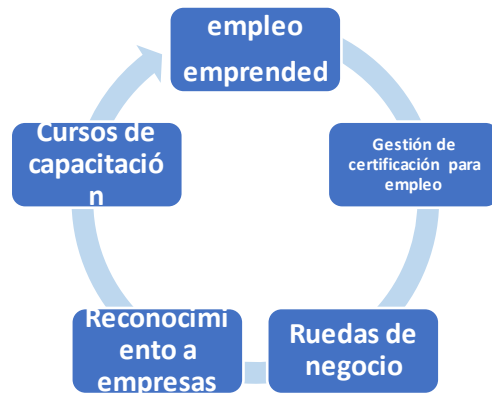 empleo
emprended
Gestión de
certificación para
empleo
Ruedas de
negocio
Reconocimi
ento a
empresas
Cursos de
capacitació
n